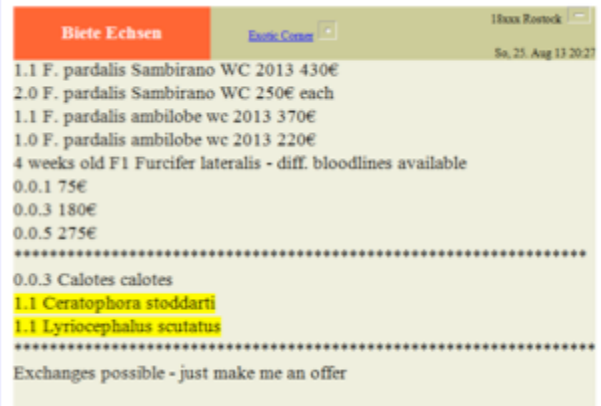 Biete Echsen
Exotic Corner
18xxx Rostock
So, 25. Aug 13 20:27
1.1 F. pardalis Sambirano WC 2013 430€
2.0 F. pardalis Sambirano WC 250€ each
1.1 F. pardalis ambilobe wc 2013 370€
1.0 F. pardalis ambilobe wc 2013 220€
4 weeks old F1 Furcifer lateralis - diff. bloodlines available
0.0.1 75€
0.0.3 180€
0.0.5 275€
******************************************************************
0.0.3 Calotes calotes
1.1 Ceratophora stoddarti
1.1 Lyriocephalus scutatus
*******************************************************************
Exchanges possible - just make me an offer